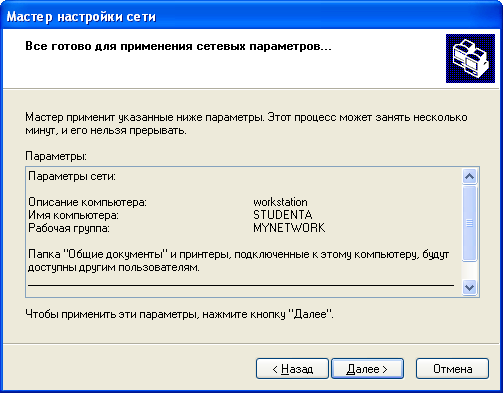 Мастер настройки сети
Все готово для применения сетевых параметров...
Мастер применит указанные ниже параметры. Этот процесс может занять несколько
минут, и его нельзя прерывать.
Параметры:
Параметры сети:
Описание компьютера: workstation
Имя компьютера: STUDENTA
Рабочая группа: MYNETWORK
Папка "Общие документы" и принтеры, подключенные к этому компьютеру, будут
доступны другим пользователям.
Чтобы применить эти параметры, нажмите кнопку "Далее".
< Назад Далее > Отмена